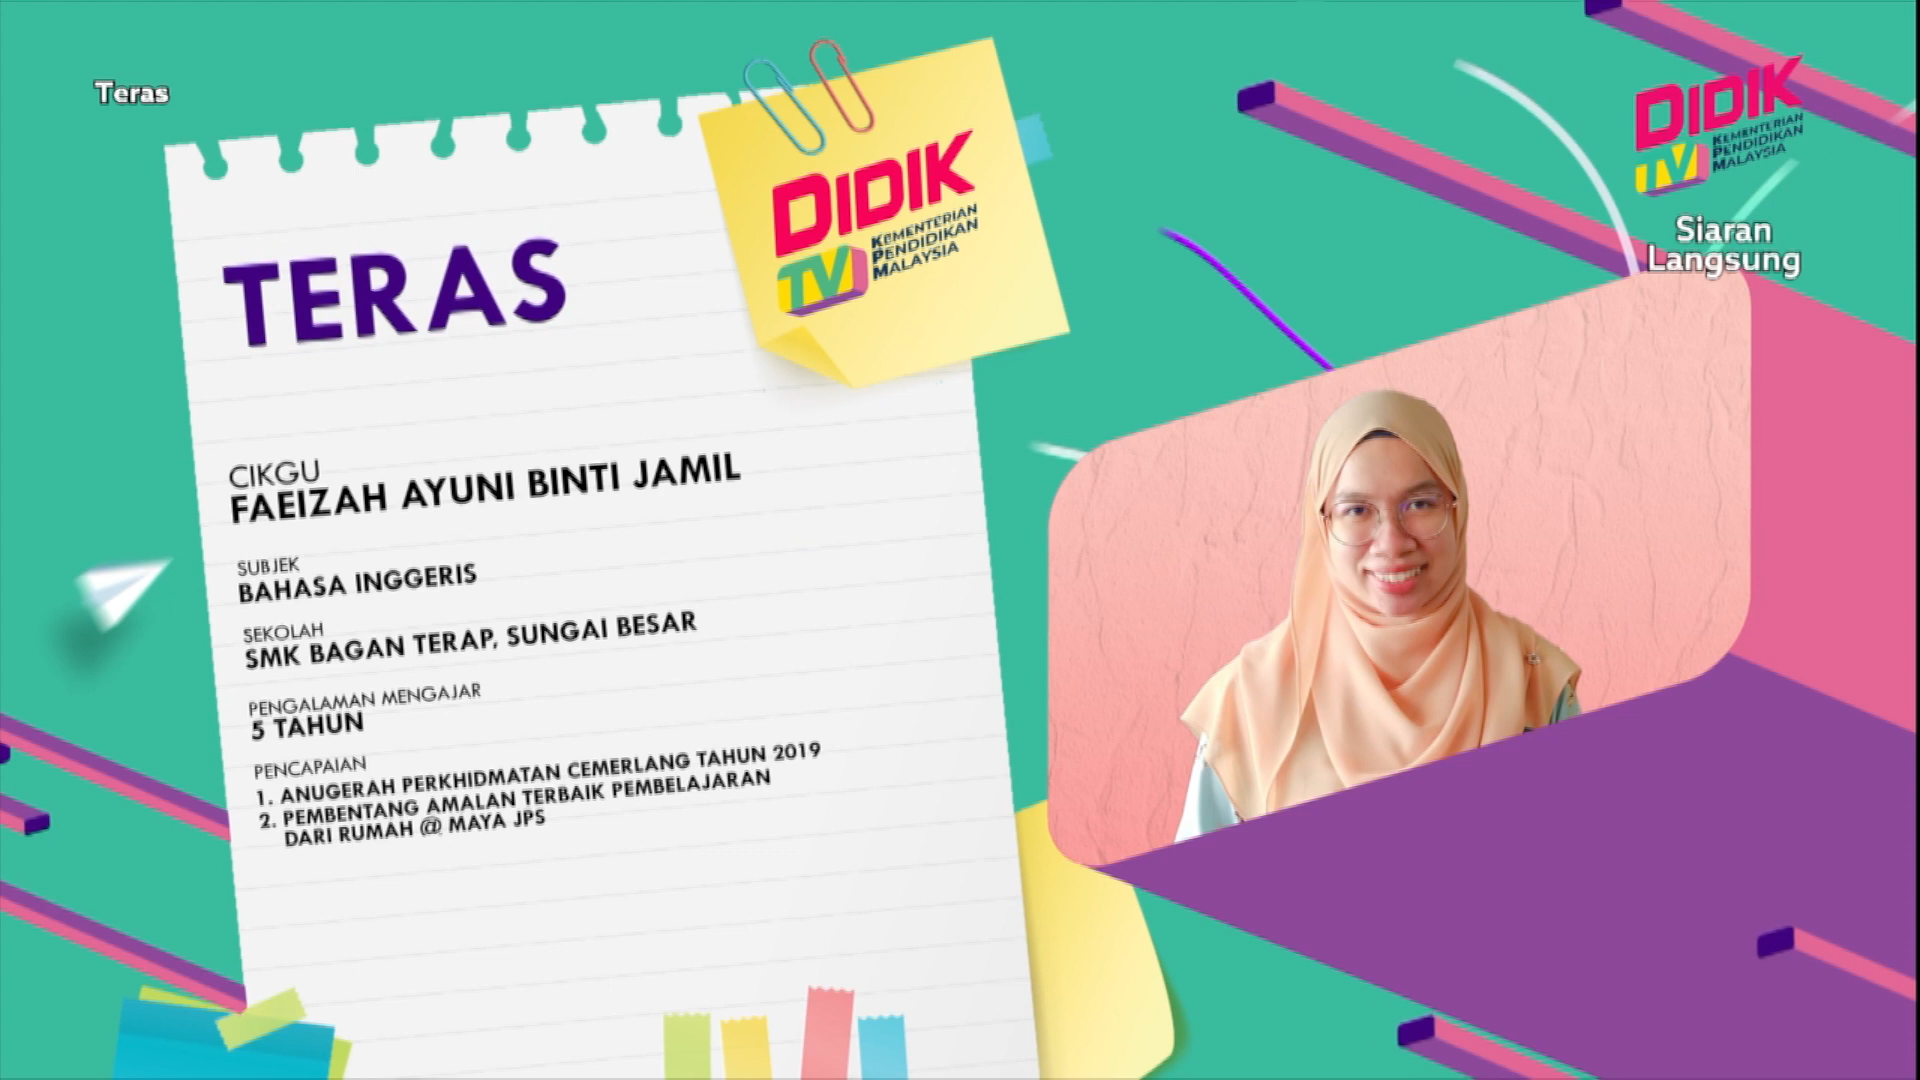 Teras
TERAS
DIDIK
TV
KEMENTERIAN
PENDIDIKAN
MALAYSIA
DIDIK
TV
KEMENTERIAN
PENDIDIKAN
MALAYSIA
Siaran
Langsung
CIKGU
FAEIZAH AYUNI BINTI JAMIL
SUBJEK
BAHASA INGGERIS
SEKOLAH
SMK BAGAN TERAP, SUNGAI BESAR
PENGALAMAN MENGAJAR
5 TAHUN
PENCAPAIAN
1. ANUGERAH PERKHIDMATAN CEMERLANG TAHUN 2019
2. PEMBENTANG AMALAN TERBAIK PEMBELAJARAN
DARI RUMAH @ MAYA JPS